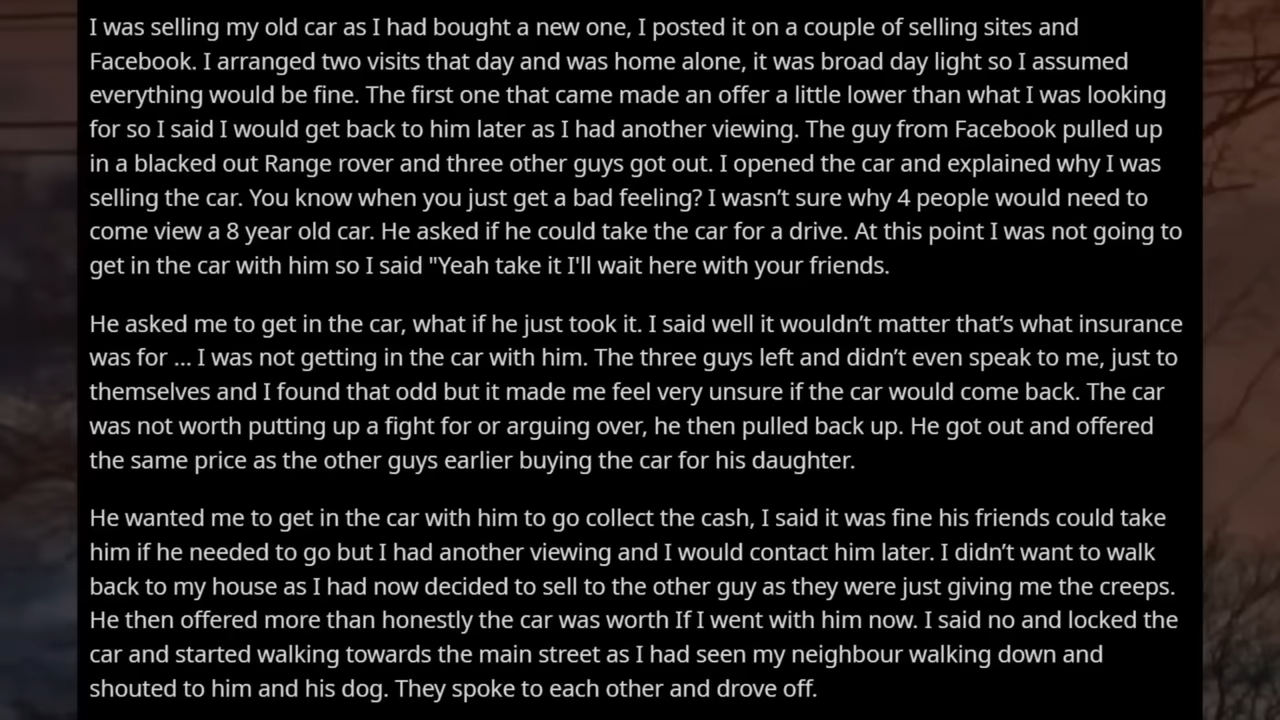 I was selling my old car as I had bought a new one, I posted it on a couple of selling sites and
Facebook. I arranged two visits that day and was home alone, it was broad day light so I assumed
everything would be fine. The first one that came made an offer a little lower than what I was looking
for so I said I would get back to him later as I had another viewing. The guy from Facebook pulled up
in a blacked out Range rover and three other guys got out. I opened the car and explained why I was
selling the car. You know when you just get a bad feeling? I wasn’t sure why 4 people would need to
come view a 8 year old car. He asked if he could take the car for a drive. At this point I was not going to
get in the car with him so I said "Yeah take it I'll wait here with your friends.
He asked me to get in the car, what if he just took it. I said well it wouldn’t matter that’s what insurance
was for ... I was not getting in the car with him. The three guys left and didn’t even speak to me, just to
themselves and I found that odd but it made me feel very unsure if the car would come back. The car
was not worth putting up a fight for or arguing over, he then pulled back up. He got out and offered
the same price as the other guys earlier buying the car for his daughter.
He wanted me to get in the car with him to go collect the cash, I said it was fine his friends could take
him if he needed to go but I had another viewing and I would contact him later. I didn’t want to walk
back to my house as I had now decided to sell to the other guy as they were just giving me the creeps.
He then offered more than honestly the car was worth If I went with him now. I said no and locked the
car and started walking towards the main street as I had seen my neighbour walking down and
shouted to him and his dog. They spoke to each other and drove off.